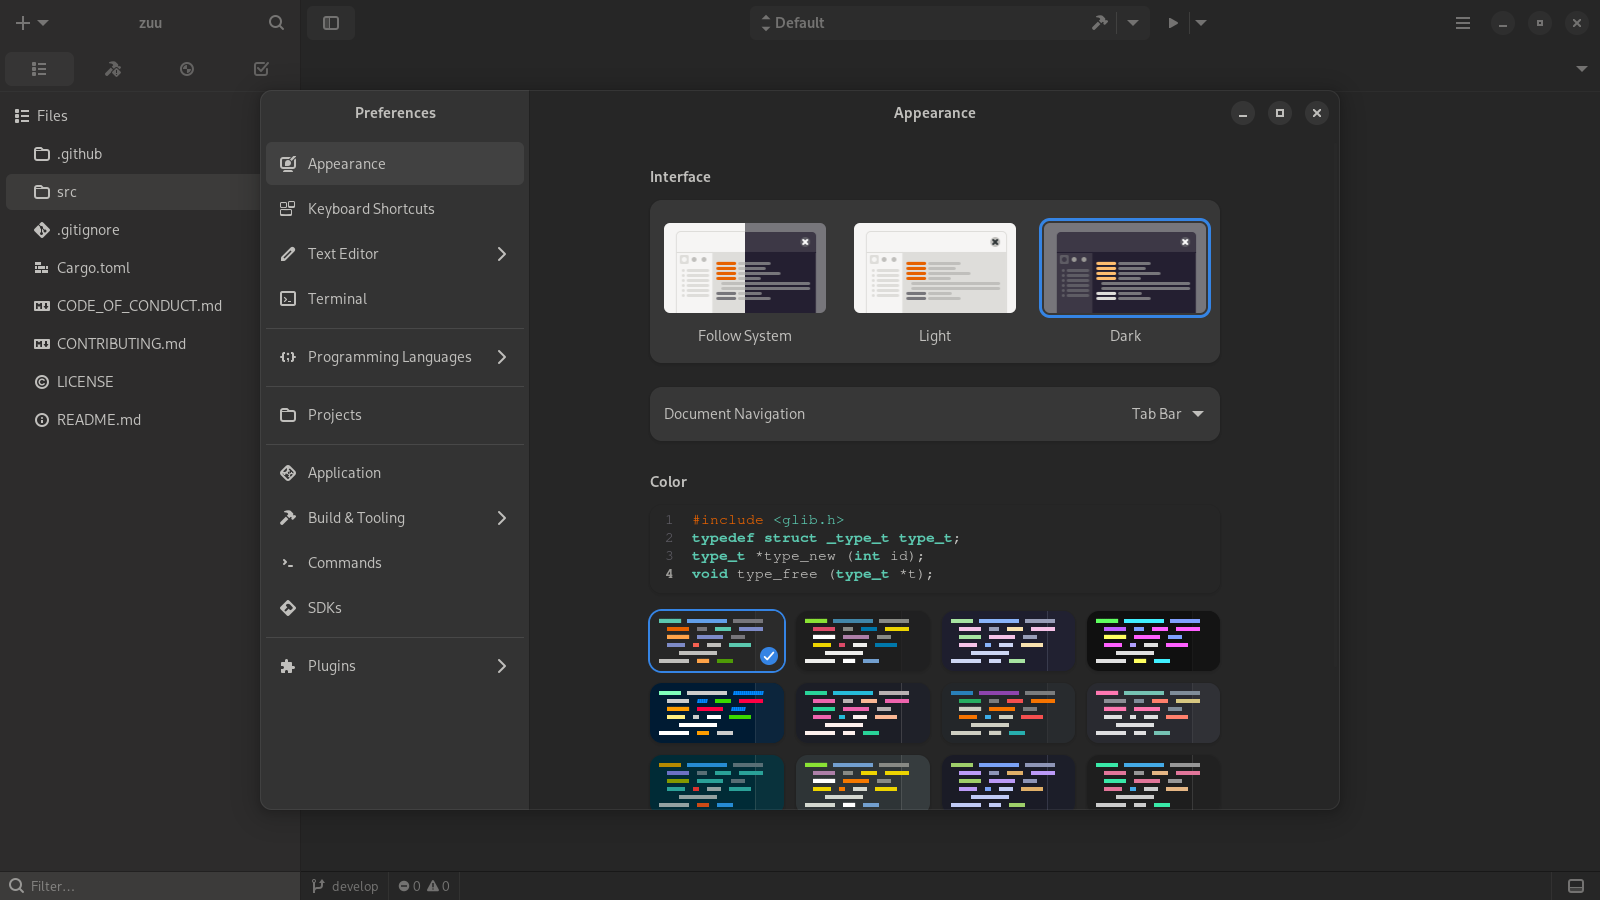 zuu
Default
Files
.github
src
.gitignore
Cargo.toml
CODE_OF_CONDUCT.md
CONTRIBUTING.md
LICENSE
README.md
Filter...
develop
0
0
Preferences
Appearance
Keyboard Shortcuts
Text Editor
Terminal
Programming Languages
Projects
Application
Build & Tooling
Commands
SDKs
Plugins
Appearance
Interface
Follow System
Light
Dark
Document Navigation Tab Bar
Color
1 #include <glib.h>
2 typedef struct _type_t type_t;
3 type_t *type_new (int id);
4 void type_free (type_t *t);